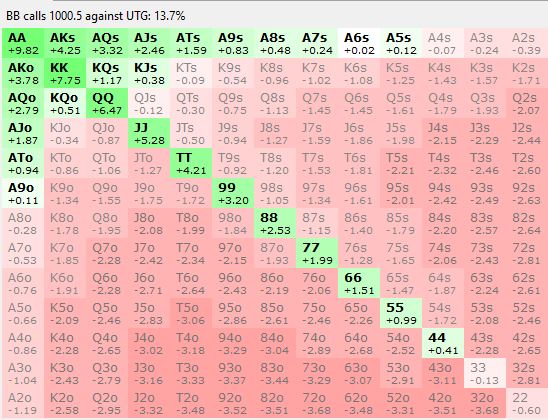 BB calls 1000.5 against UTG: 13.7%
AA AKs AQs AJs ATs A9s A8s A7s A6s A5s A4s A3s A2s
+9.82 +4.25 +3.32 +2.46 +1.59 +0.83 +0.48 +0.24 +0.02 +0.12 -0.07 -0.24 -0.39
AKo KK KQs KJs KTs K9s K8s K7s K6s K5s K4s K3s K2s
+3.78 +7.75 +1.17 +0.38 -0.09 -0.54 -0.96 -1.02 -1.08 -1.25 -1.43 -1.57 -1.71
AQo KQo QQ QJs QTs Q9s Q8s Q7s Q6s Q5s Q4s Q3s Q2s
+2.79 +0.51 +6.47 -0.12 -0.30 -0.75 -1.13 -1.45 -1.45 -1.61 -1.79 -1.93 -2.07
AJo KJo QJo JJ JTs J9s J8s J7s J6s J5s J4s J3s J2s
+1.87 -0.34 -0.87 +5.28 -0.50 -0.94 -1.27 -1.59 -1.86 -1.98 -2.15 -2.29 -2.44
ATo KTo QTo JTo TT T9s T8s T7s T6s T5s T4s T3s T2s
+0.94 -0.86 -1.06 -1.27 +4.21 -0.92 -1.20 -1.53 -1.81 -2.21 -2.32 -2.46 -2.60
A9o K9o Q9o J9o T9o 99 98s 97s 96s 95s 94s 93s 92s
+0.11 -1.34 -1.55 -1.75 -1.72 +3.20 -1.05 -1.34 -1.61 -2.01 -2.42 -2.49 -2.63
A8o K8o Q8o J8o T8o 98o 88 87s 86s 85s 84s 83s 82s
-0.28 -1.78 -1.95 -2.08 -1.99 -1.84 +2.53 -1.15 -1.40 -1.79 -2.20 -2.57 -2.64
A7o K7o Q7o J7o T7o 97o 87o 77 76s 75s 74s 73s 72s
-0.53 -1.85 -2.28 -2.42 -2.34 -2.15 -1.93 +1.99 -1.28 -1.65 -2.06 -2.43 -2.81
A6o K6o Q6o J6o T6o 96o 86o 76o 66 65s 64s 63s 62s
-0.76 -1.91 -2.28 -2.71 -2.64 -2.43 -2.19 -2.06 +1.51 -1.47 -1.87 -2.24 -2.61
A5o K5o Q5o J5o T5o 95o 85o 75o 65o 55 54s 53s 52s
-0.66 -2.09 -2.46 -2.83 -3.06 -2.86 -2.61 -2.46 -2.26 +0.99 -1.72 -2.08 -2.46
A4o K4o Q4o J4o T4o 94o 84o 74o 64o 54o 44 43s 42s
-0.86 -2.28 -2.65 -3.02 -3.18 -3.29 -3.04 -2.89 -2.68 -2.52 +0.41 -2.28 -2.65
A3o K3o Q3o J3o T3o 93o 83o 73o 63o 53o 43o 33 32s
-1.04 -2.43 -2.79 -3.16 -3.33 -3.37 -3.44 -3.29 -3.07 -2.91 -3.11 -0.13 -2.81
A2o K2o Q2o J2o T2o 92o 82o 72o 62o 52o 42o 32o 22
-1.19 -2.58 -2.95 -3.32 -3.48 -3.52 -3.51 -3.68 -3.48 -3.31 -3.51 -3.68 -0.66